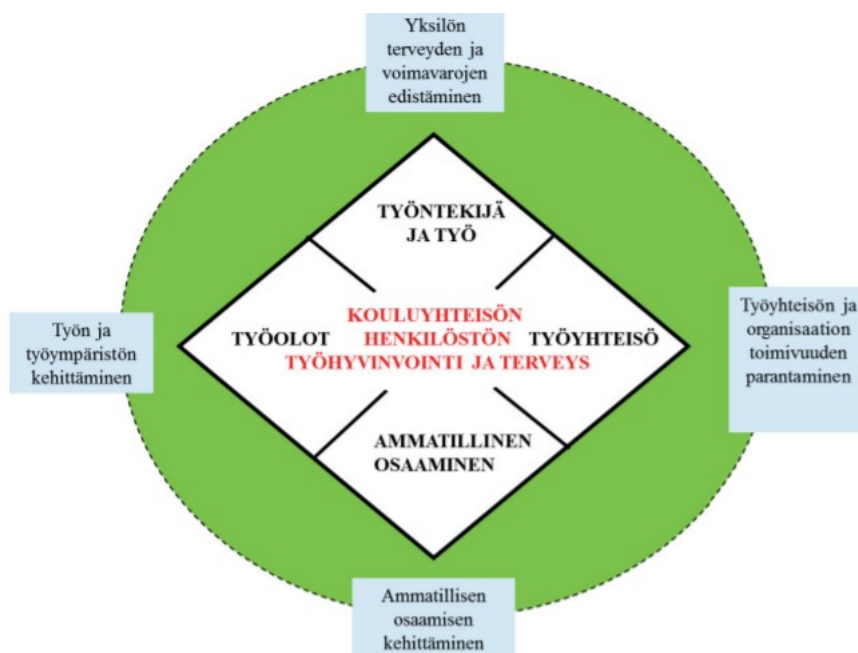 Yksilön
terveyden ja
voimavarojen
edistäminen
TYÖNTEKIJÄ
JA TYÖ
Työn ja
työympäristön
kehittäminen
TYÖOLOT
KOULUYHTEISÖN
HENKILÖSTÖN
TYÖHYVINVOINTI JA TERVEYS
TYÖYHTEISÖ
Työyhteisön ja
organisaation
toimivuuden
parantaminen
AMMATILLINEN
OSAAMINEN
Ammatillisen
osaamisen
kehittäminen